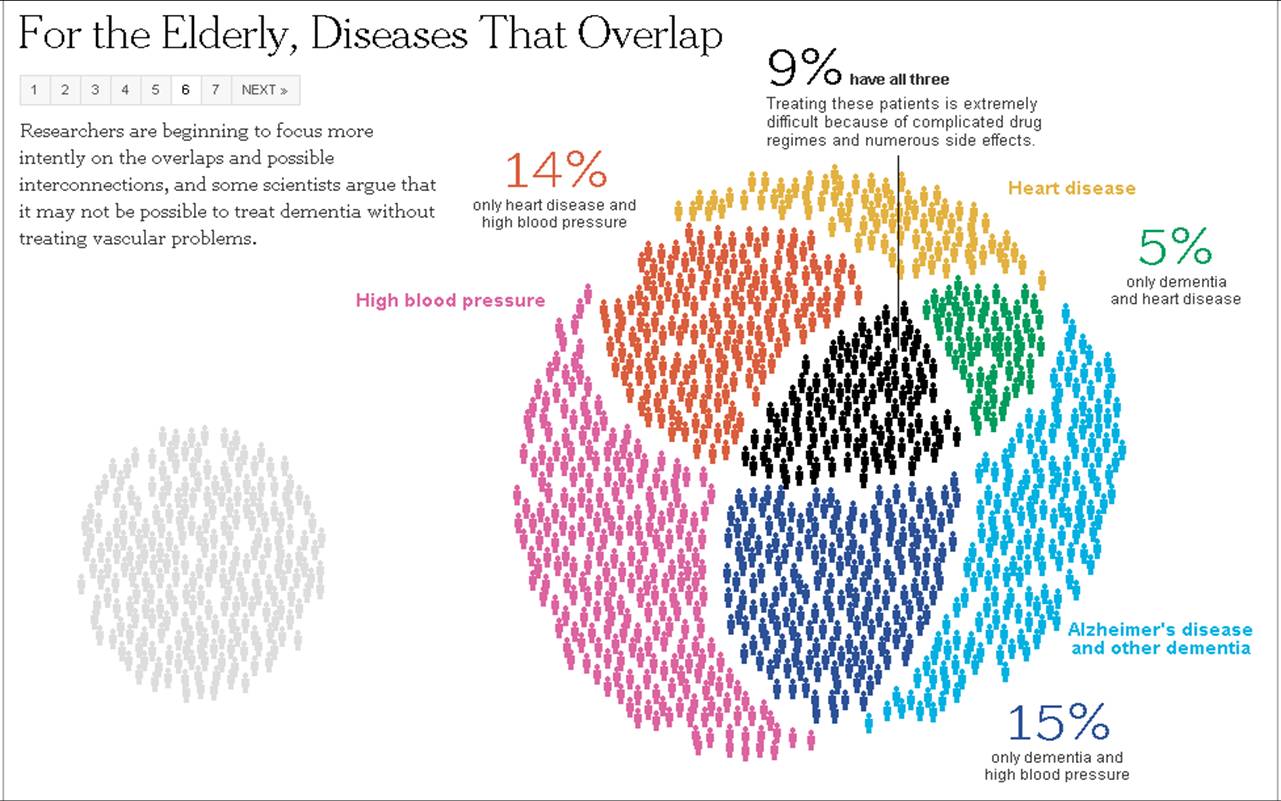 For the Elderly, Diseases That Overlap
1 2 3 4 5 6 7 NEXT »
Researchers are beginning to focus more
intently on the overlaps and possible
interconnections, and some scientists argue that
it may not be possible to treat dementia without
treating vascular problems.
9% have all three
Treating these patients is extremely
difficult because of complicated drug
regimes and numerous side effects.
14%
only heart disease and
high blood pressure
Heart disease
5%
only dementia
and heart disease
High blood pressure
Alzheimer's disease
and other dementia
15%
only dementia and
high blood pressure